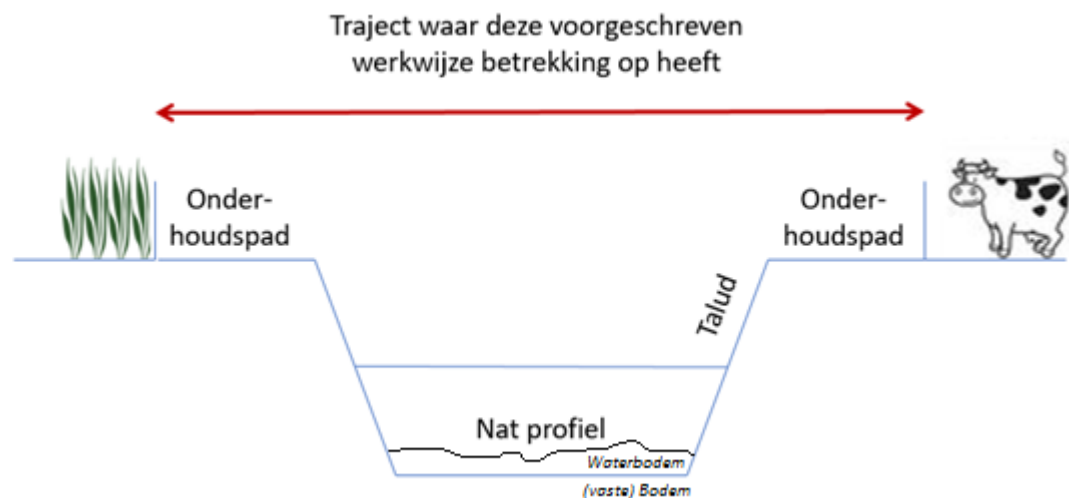 Traject waar deze voorgeschreven
werkwijze betrekking op heeft
Onder-
houdspad
Onder-
houdspad
Talud
Nat profiel
Waterbodem
(vaste) Bodem